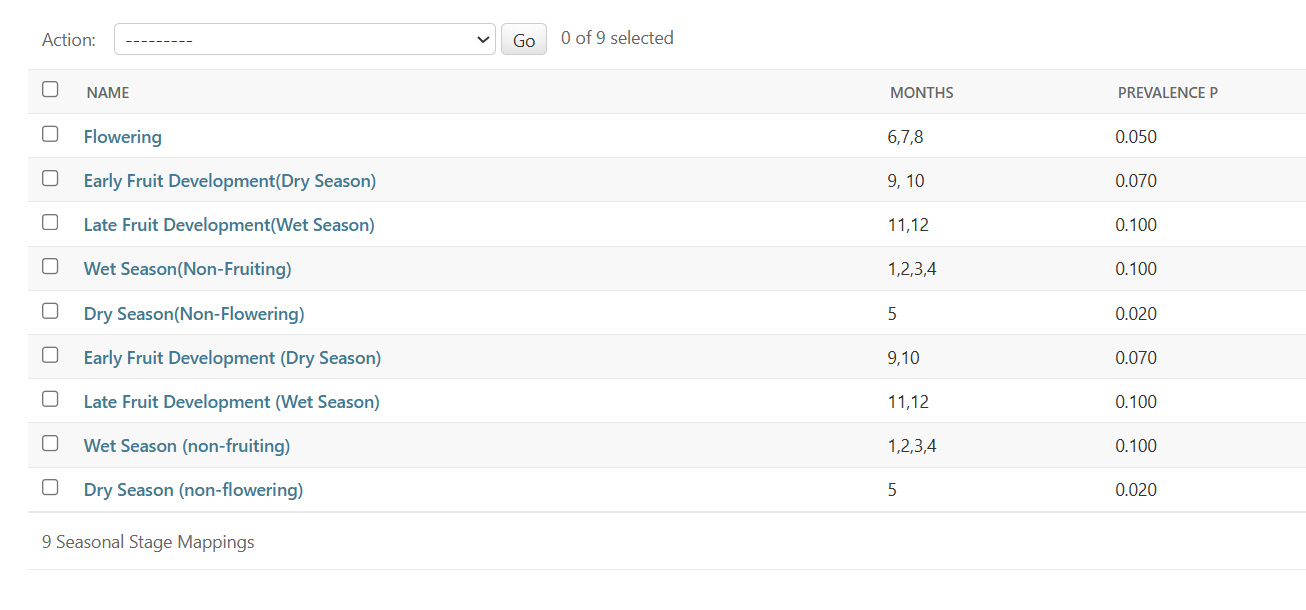 Action: --------- Go 0 of 9 selected
NAME MONTHS PREVALENCE P
Flowering 6,7,8 0.050
Early Fruit Development(Dry Season) 9, 10 0.070
Late Fruit Development(Wet Season) 11,12 0.100
Wet Season(Non-Fruiting) 1,2,3,4 0.100
Dry Season(Non-Flowering) 5 0.020
Early Fruit Development (Dry Season) 9,10 0.070
Late Fruit Development (Wet Season) 11,12 0.100
Wet Season (non-fruiting) 1,2,3,4 0.100
Dry Season (non-flowering) 5 0.020
9 Seasonal Stage Mappings